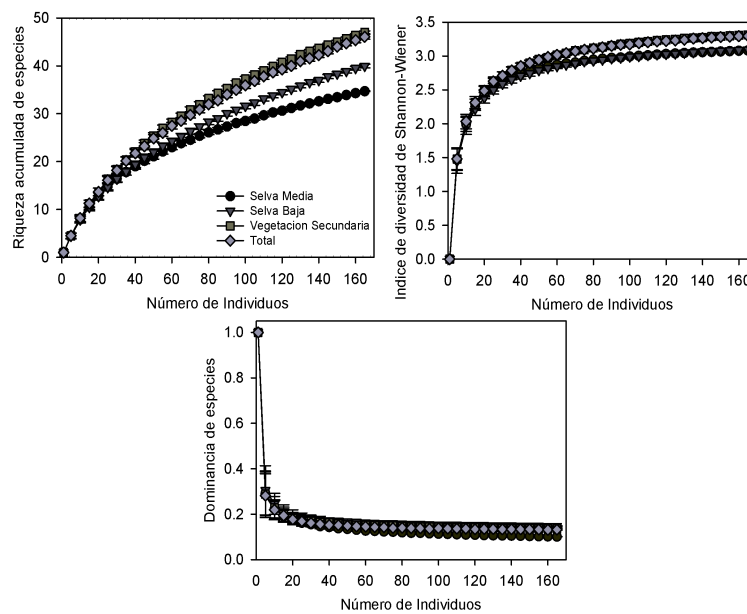 50
40
30
20
10
0
Riqueza acumulada de especies
Selva Media
Selva Baja
Vegetacion Secundaria
Total
0 20 40 60 80 100 120 140 160
Número de Individuos
3.5
3.0
2.5
2.0
1.5
1.0
0.5
0.0
Indice de diversidad de Shannon-Wiener
0 20 40 60 80 100 120 140 160
Número de Individuos
1.0
0.8
0.6
0.4
0.2
0.0
Dominancia de especies
0 20 40 60 80 100 120 140 160
Número de Individuos